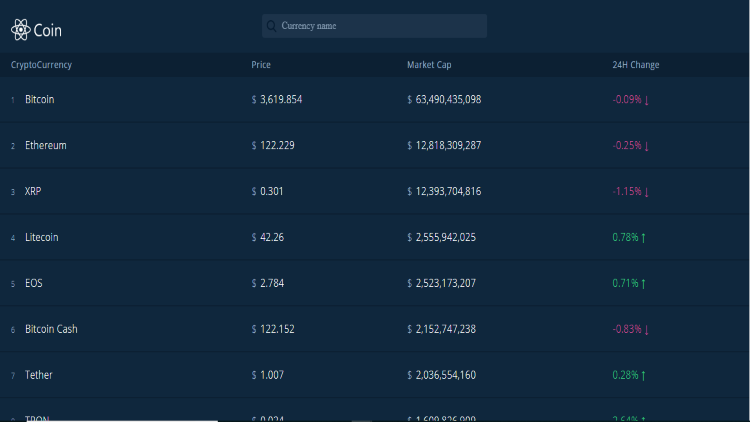 Coin
Currency name
CryptoCurrency Price Market Cap 24H Change
1 Bitcoin $ 3,619.854 $ 63,490,435,098 -0.09% ↓
2 Ethereum $ 122.229 $ 12,818,309,287 -0.25% ↓
3 XRP $ 0.301 $ 12,393,704,816 -1.15% ↓
4 Litecoin $ 42.26 $ 2,555,942,025 0.78% ↑
5 EOS $ 2.784 $ 2,523,173,207 0.71% ↑
6 Bitcoin Cash $ 122.152 $ 2,152,747,238 -0.83% ↓
7 Tether $ 1.007 $ 2,036,554,160 0.28% ↑
TRON $ 0.024 $ 1,609,826,909 2.64% ↑